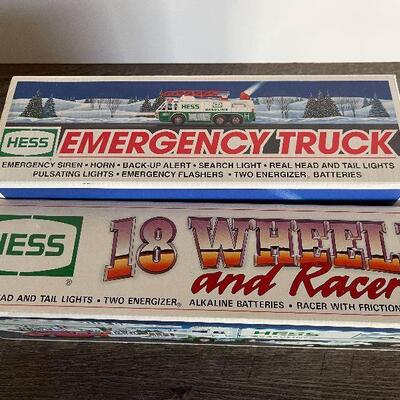 HESS
HESS EMERGENCY TRUCK
EMERGENCY SIREN • HORN • BACK-UP ALERT • SEARCH LIGHT • REAL HEAD AND TAIL LIGHTS
PULSATING LIGHTS • EMERGENCY FLASHERS • TWO ENERGIZER® BATTERIES
HESS® 18 WHEEL
and Racer
AD AND TAIL LIGHTS • TWO ENERGIZER® ALKALINE BATTERIES • RACER WITH FRICTION
HESS